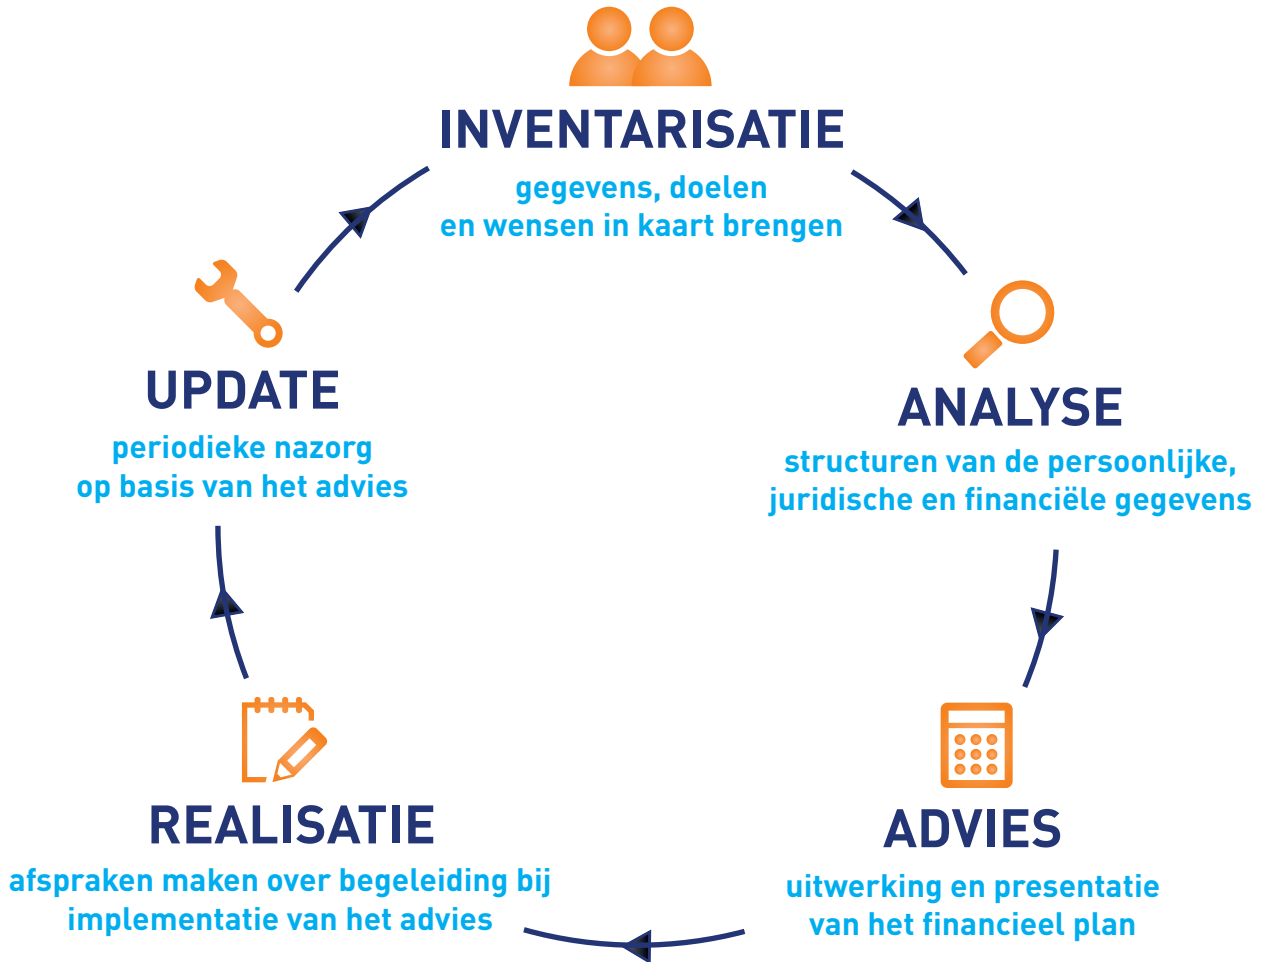 INVENTARISATIE
gegevens, doelen
en wensen in kaart brengen
ANALYSE
structuren van de persoonlijke,
juridische en financiële gegevens
ADVIES
uitwerking en presentatie
van het financieel plan
REALISATIE
afspraken maken over begeleiding bij
implementatie van het advies
UPDATE
periodieke nazorg
op basis van het advies